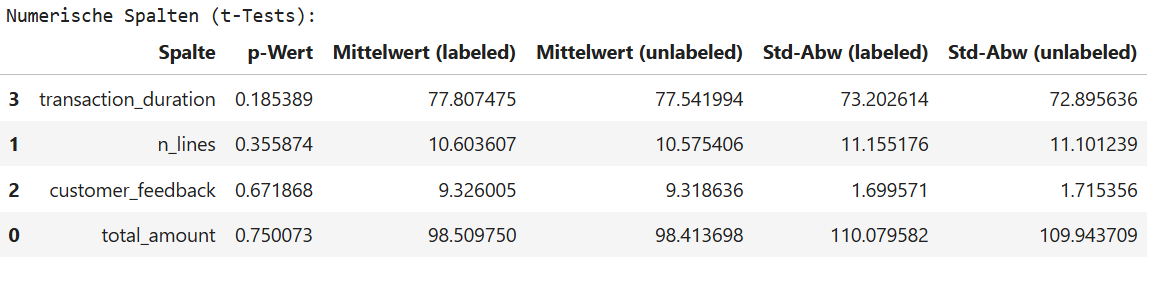 Numerische Spalten (t-Tests):
Spalte p-Wert Mittelwert (labeled) Mittelwert (unlabeled) Std-Abw (labeled) Std-Abw (unlabeled)
3 transaction_duration 0.185389 77.807475 77.541994 73.202614 72.895636
1 n_lines 0.355874 10.603607 10.575406 11.155176 11.101239
2 customer_feedback 0.671868 9.326005 9.318636 1.699571 1.715356
0 total_amount 0.750073 98.509750 98.413698 110.079582 109.943709